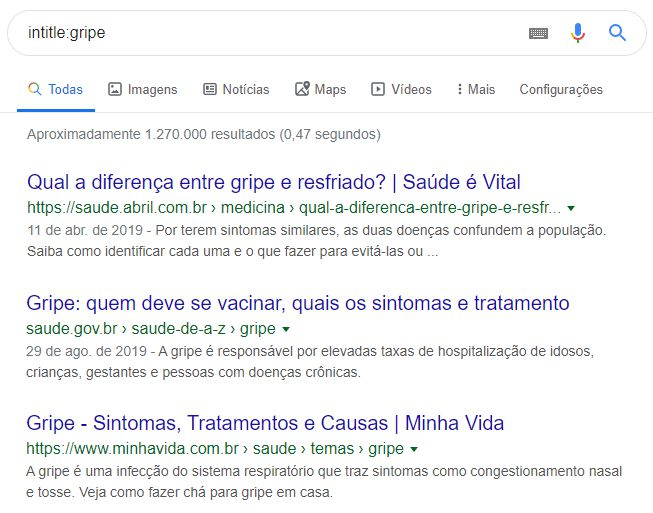 intitle:gripe
Todas Imagens Notícias Maps Vídeos Mais Configurações
Aproximadamente 1.270.000 resultados (0,47 segundos)
Qual a diferença entre gripe e resfriado? | Saúde é Vital
https://saude.abril.com.br › medicina › qual-a-diferenca-entre-gripe-e-resfr...
11 de abr. de 2019 - Por terem sintomas similares, as duas doenças confundem a população.
Saiba como identificar cada uma e o que fazer para evitá-las ou ...
Gripe: quem deve se vacinar, quais os sintomas e tratamento
saude.gov.br › saude-de-a-z › gripe
29 de ago. de 2019 - A gripe é responsável por elevadas taxas de hospitalização de idosos,
crianças, gestantes e pessoas com doenças crônicas.
Gripe - Sintomas, Tratamentos e Causas | Minha Vida
https://www.minhavida.com.br › saude › temas › gripe
A gripe é uma infecção do sistema respiratório que traz sintomas como congestionamento nasal
e tosse. Veja como fazer chá para gripe em casa.